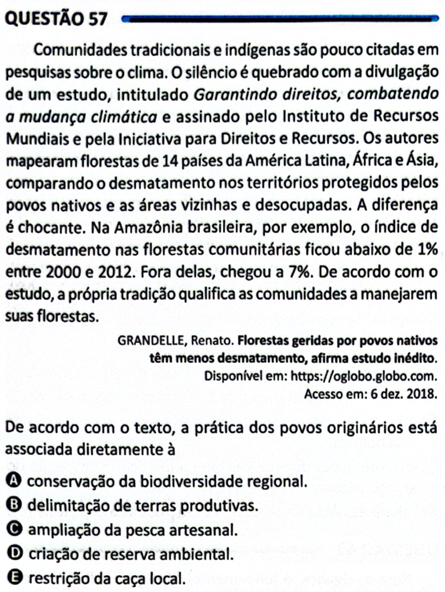 QUESTÃO 57
Comunidades tradicionais e indígenas são pouco citadas em
pesquisas sobre o clima. O silêncio é quebrado com a divulgação
de um estudo, intitulado Garantindo direitos, combatendo
a mudança climática e assinado pelo Instituto de Recursos
Mundiais e pela Iniciativa para Direitos e Recursos. Os autores
mapearam florestas de 14 países da América Latina, África e Ásia,
comparando o desmatamento nos territórios protegidos pelos
povos nativos e as áreas vizinhas e desocupadas. A diferença
é chocante. Na Amazônia brasileira, por exemplo, o índice de
desmatamento nas florestas comunitárias ficou abaixo de 1%
entre 2000 e 2012. Fora delas, chegou a 7%. De acordo com o
estudo, a própria tradição qualifica as comunidades a manejarem
suas florestas.
GRANDELLE, Renato. Florestas geridas por povos nativos
têm menos desmatamento, afirma estudo inédito.
Disponível em: https://oglobo.globo.com.
Acesso em: 6 dez. 2018.
De acordo com o texto, a prática dos povos originários está
associada diretamente à
A conservação da biodiversidade regional.
B delimitação de terras produtivas.
C ampliação da pesca artesanal.
D criação de reserva ambiental.
E restrição da caça local.